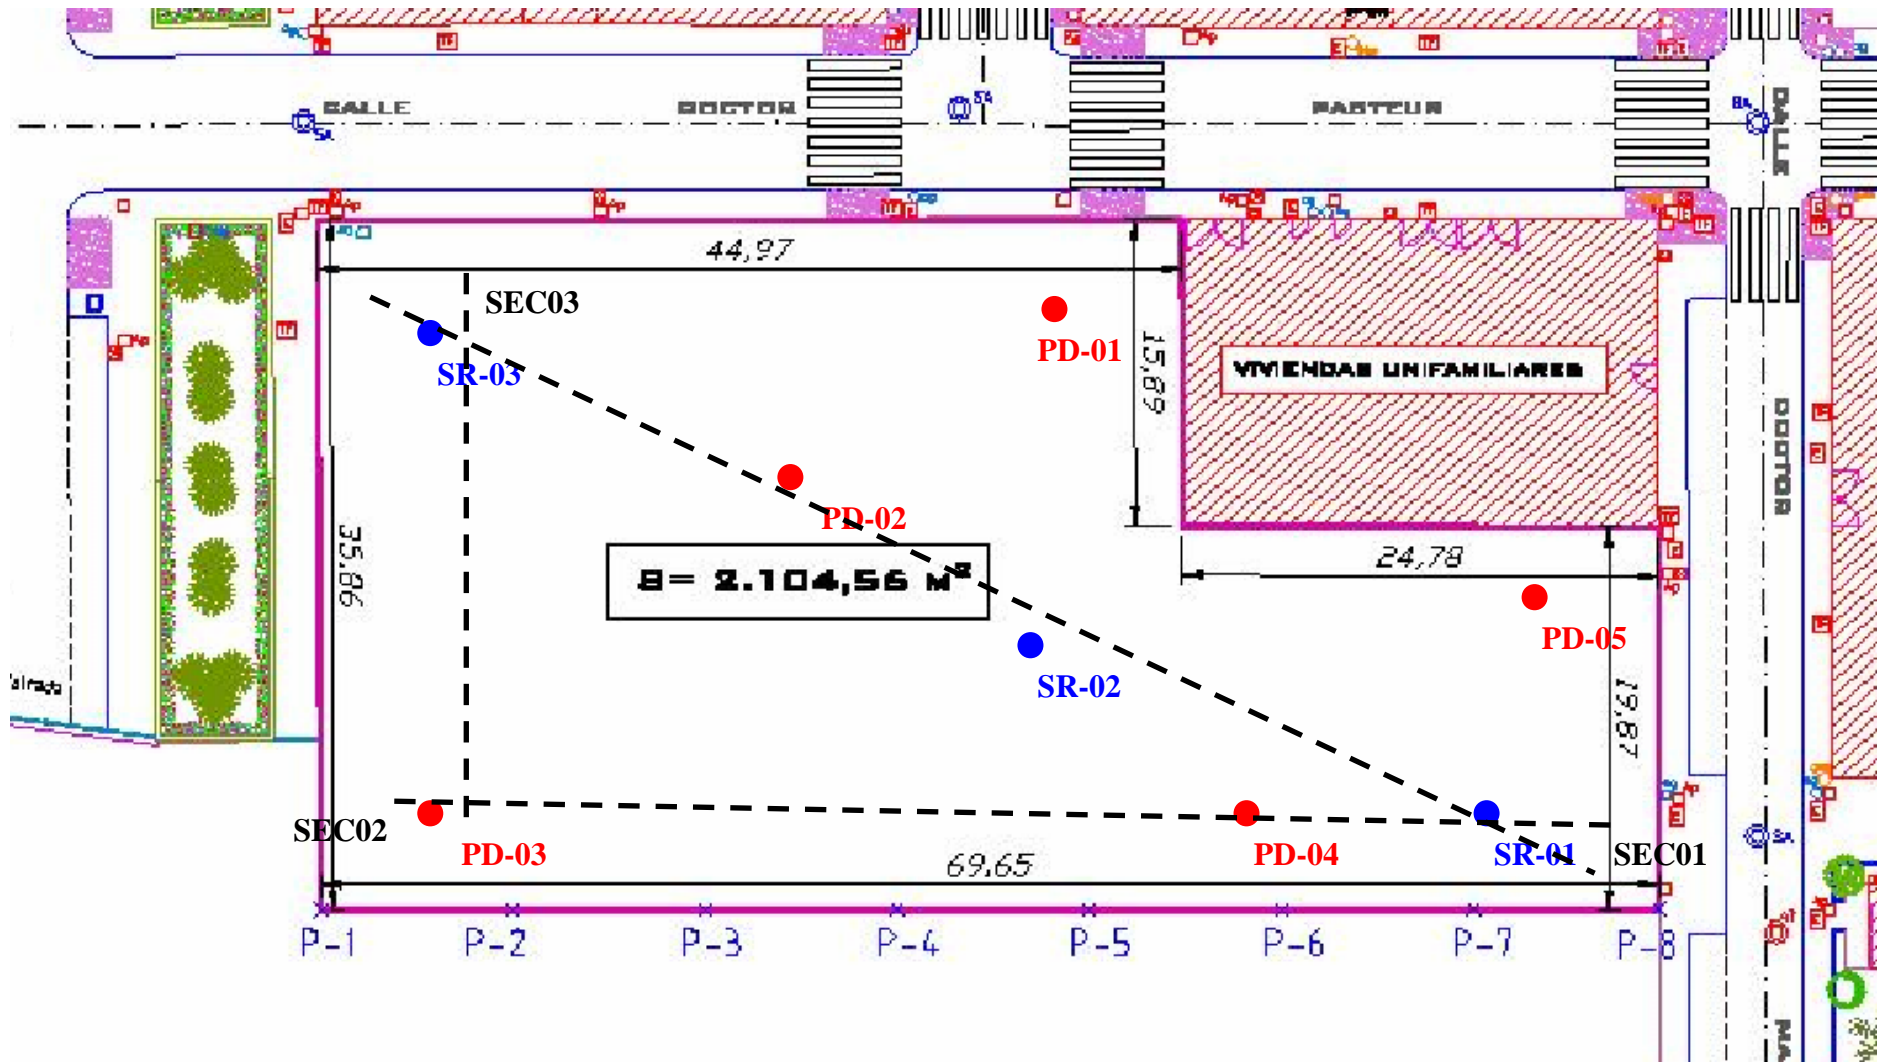 CALLE DOCTOR PASTEUR
CALLE
44,97
SEC03
PD-01
SR-03
15,89
VIVIENDAS UNIFAMILIARES
DOCTOR
PD-02
35,86
24,78
S= 2.104,56 M²
PD-05
SR-02
19,87
SEC02
PD-03
PD-04
SR-01
SEC01
69,65
P-1 P-2 P-3 P-4 P-5 P-6 P-7 P-8